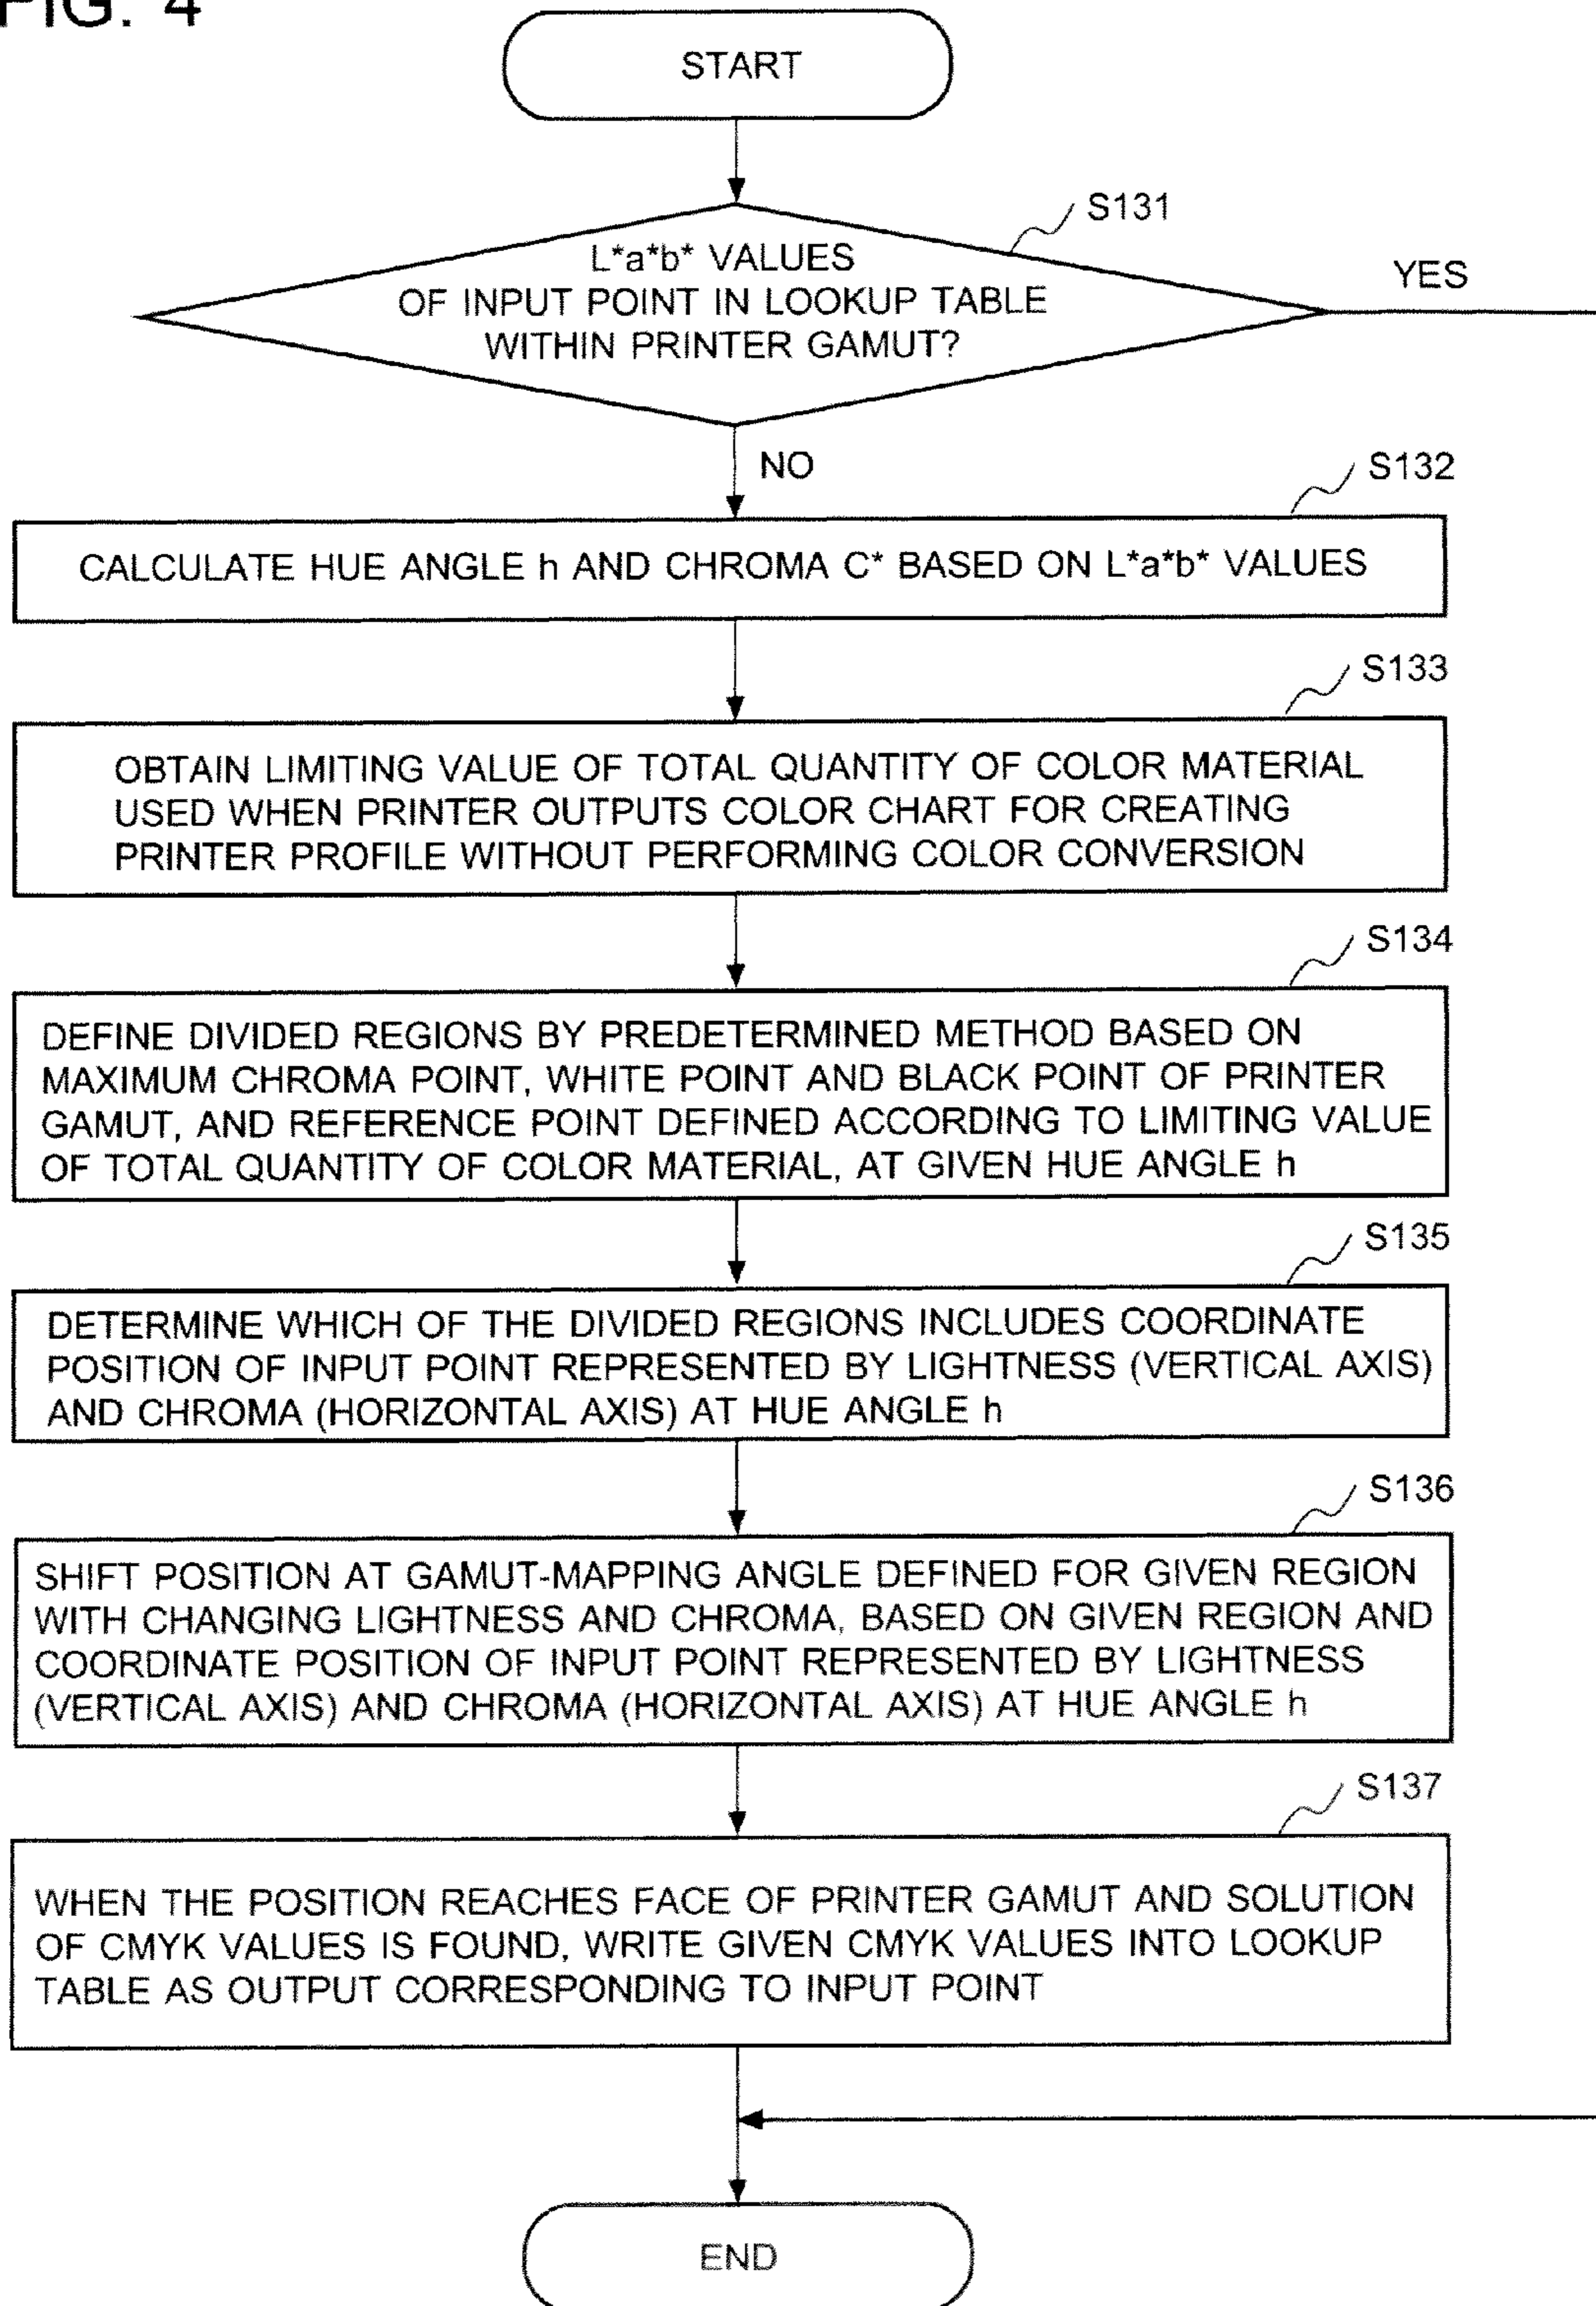 FIG. 4
START
S131
L*a*b* VALUES
OF INPUT POINT IN LOOKUP TABLE
WITHIN PRINTER GAMUT?
YES
NO
S132
CALCULATE HUE ANGLE h AND CHROMA C* BASED ON L*a*b* VALUES
S133
OBTAIN LIMITING VALUE OF TOTAL QUANTITY OF COLOR MATERIAL
USED WHEN PRINTER OUTPUTS COLOR CHART FOR CREATING
PRINTER PROFILE WITHOUT PERFORMING COLOR CONVERSION
S134
DEFINE DIVIDED REGIONS BY PREDETERMINED METHOD BASED ON
MAXIMUM CHROMA POINT, WHITE POINT AND BLACK POINT OF PRINTER
GAMUT, AND REFERENCE POINT DEFINED ACCORDING TO LIMITING VALUE
OF TOTAL QUANTITY OF COLOR MATERIAL, AT GIVEN HUE ANGLE h
S135
DETERMINE WHICH OF THE DIVIDED REGIONS INCLUDES COORDINATE
POSITION OF INPUT POINT REPRESENTED BY LIGHTNESS (VERTICAL AXIS)
AND CHROMA (HORIZONTAL AXIS) AT HUE ANGLE h
S136
SHIFT POSITION AT GAMUT-MAPPING ANGLE DEFINED FOR GIVEN REGION
WITH CHANGING LIGHTNESS AND CHROMA, BASED ON GIVEN REGION AND
COORDINATE POSITION OF INPUT POINT REPRESENTED BY LIGHTNESS
(VERTICAL AXIS) AND CHROMA (HORIZONTAL AXIS) AT HUE ANGLE h
S137
WHEN THE POSITION REACHES FACE OF PRINTER GAMUT AND SOLUTION
OF CMYK VALUES IS FOUND, WRITE GIVEN CMYK VALUES INTO LOOKUP
TABLE AS OUTPUT CORRESPONDING TO INPUT POINT
END